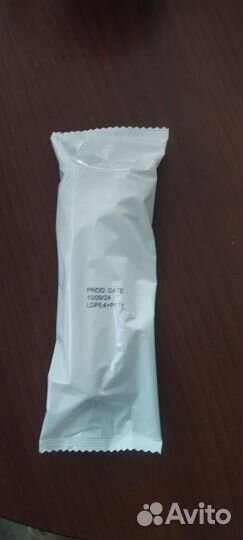 PROD. DATE
10/09/24
LDPE4+PET1
Avito